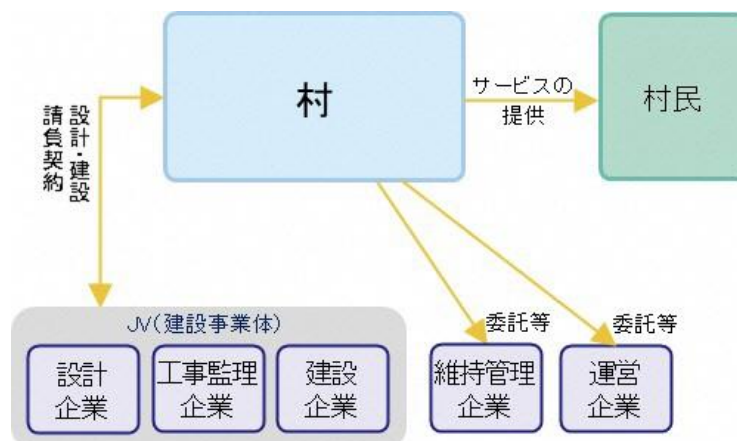 村
サービスの
提供
村民
設計・建設
請負契約
JV(建設事業体)
設計
企業
工事監理
企業
建設
企業
委託等
維持管理
企業
委託等
運営
企業